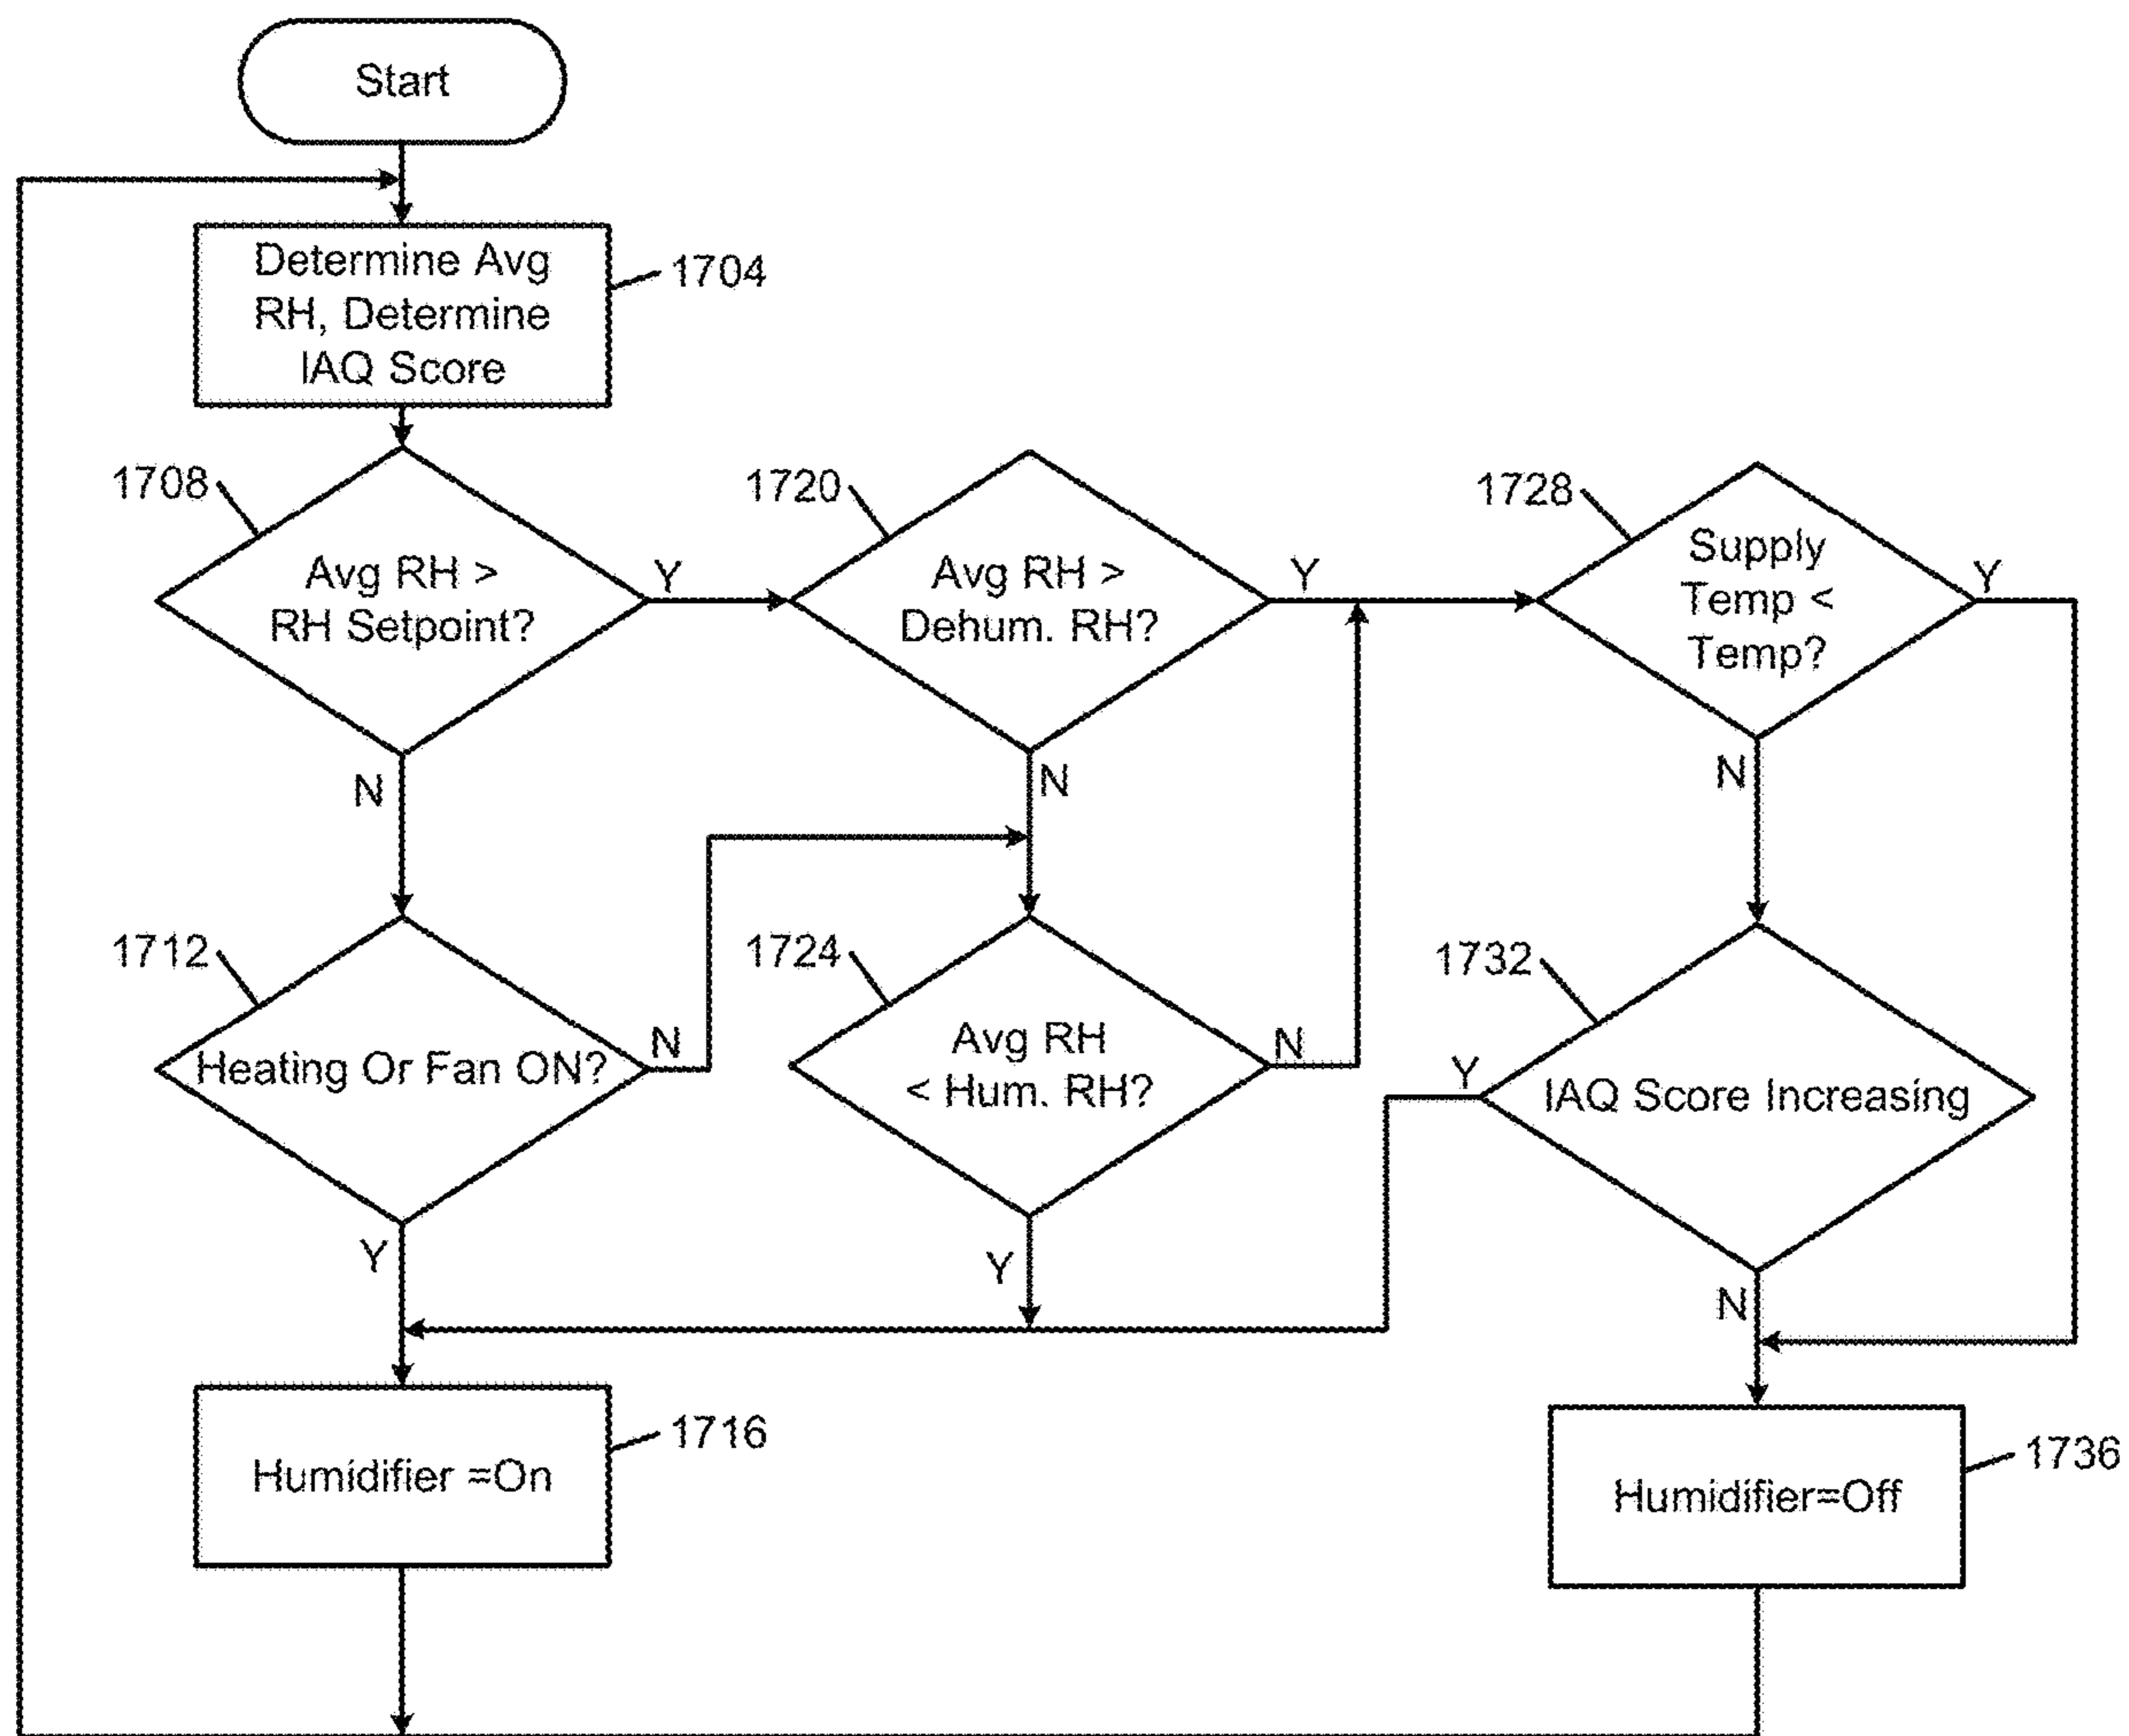 Start
Determine Avg
RH, Determine
IAQ Score
1704
1708
Avg RH >
RH Setpoint?
Y
N
1720
Avg RH >
Dehum. RH?
Y
N
1728
Supply
Temp <
Temp?
Y
N
1712
Heating Or Fan ON?
N
Y
1724
Avg RH
< Hum. RH?
N
Y
1732
IAQ Score Increasing
Y
N
Humidifier =On
1716
Humidifier=Off
1736